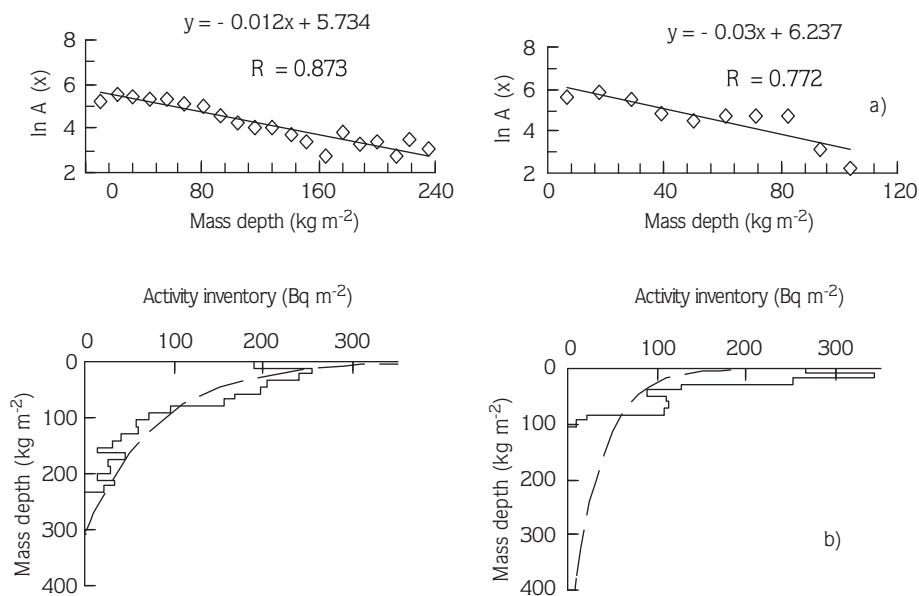 y = - 0.012x + 5.734
R = 0.873
ln A (x)
8
6
4
2
0
80
160
240
Mass depth (kg m-2)
y = - 0.03x + 6.237
R = 0.772
a)
ln A (x)
8
6
4
2
0
40
80
120
Mass depth (kg m-2)
Activity inventory (Bq m-2)
0
100
200
300
Mass depth (kg m-2)
0
100
200
300
400
Activity inventory (Bq m-2)
0
100
200
300
Mass depth (kg m-2)
0
100
200
300
400
b)